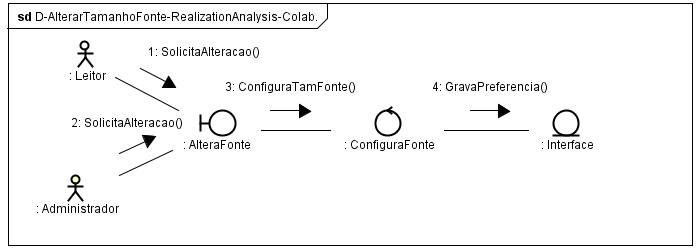 sd D-AlterarTamanhoFonte-RealizationAnalysis-Colab.
1: SolicitaAlteracao()
: Leitor
3: ConfiguraTamFonte()
4: GravaPreferencia()
2: SolicitaAlteracao()
: AlteraFonte
: ConfiguraFonte
: Interface
: Administrador